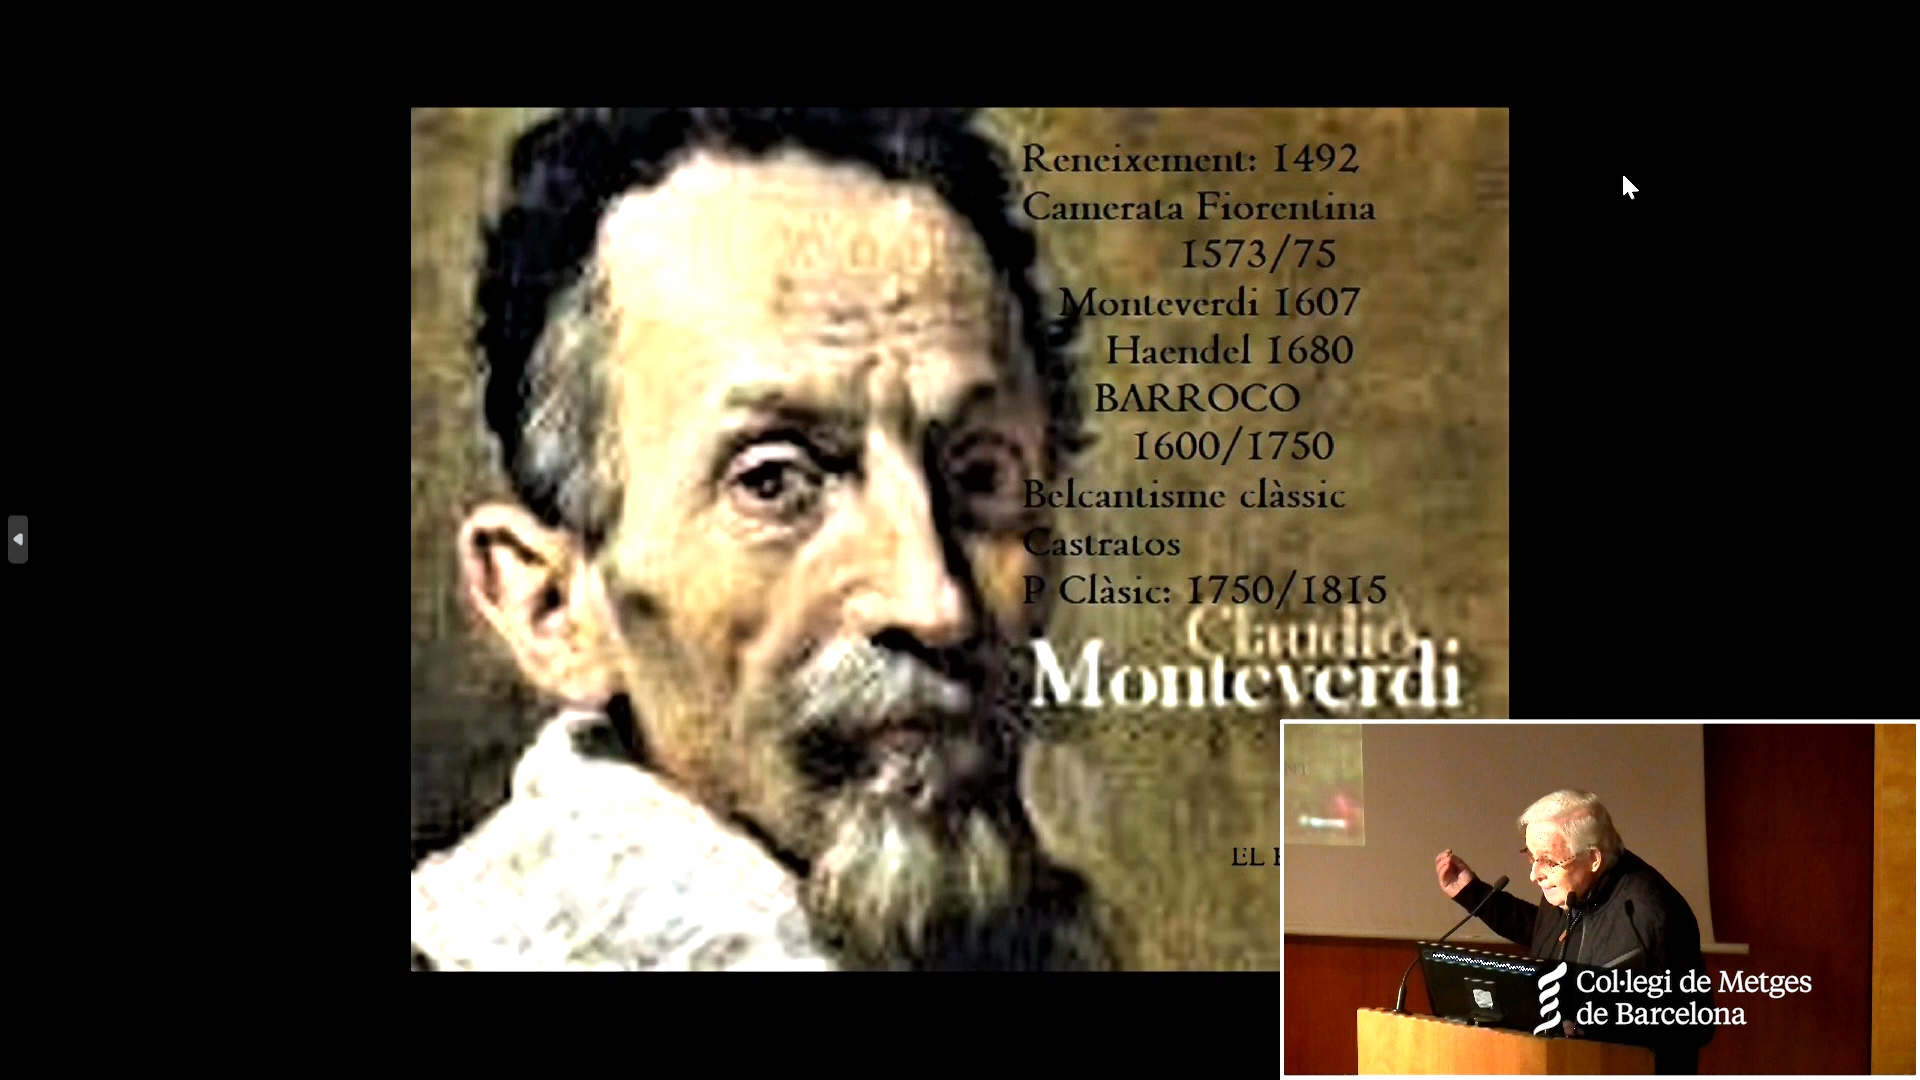 Reneixement: 1492
Camerata Fiorentina
1573/75
Monteverdi 1607
Haendel 1680
BARROCO
1600/1750
Belcantisme clàssic
Castratos
P Clàsic: 1750/1815
Claudio
Monteverdi
EL
Col·legi de Metges
de Barcelona